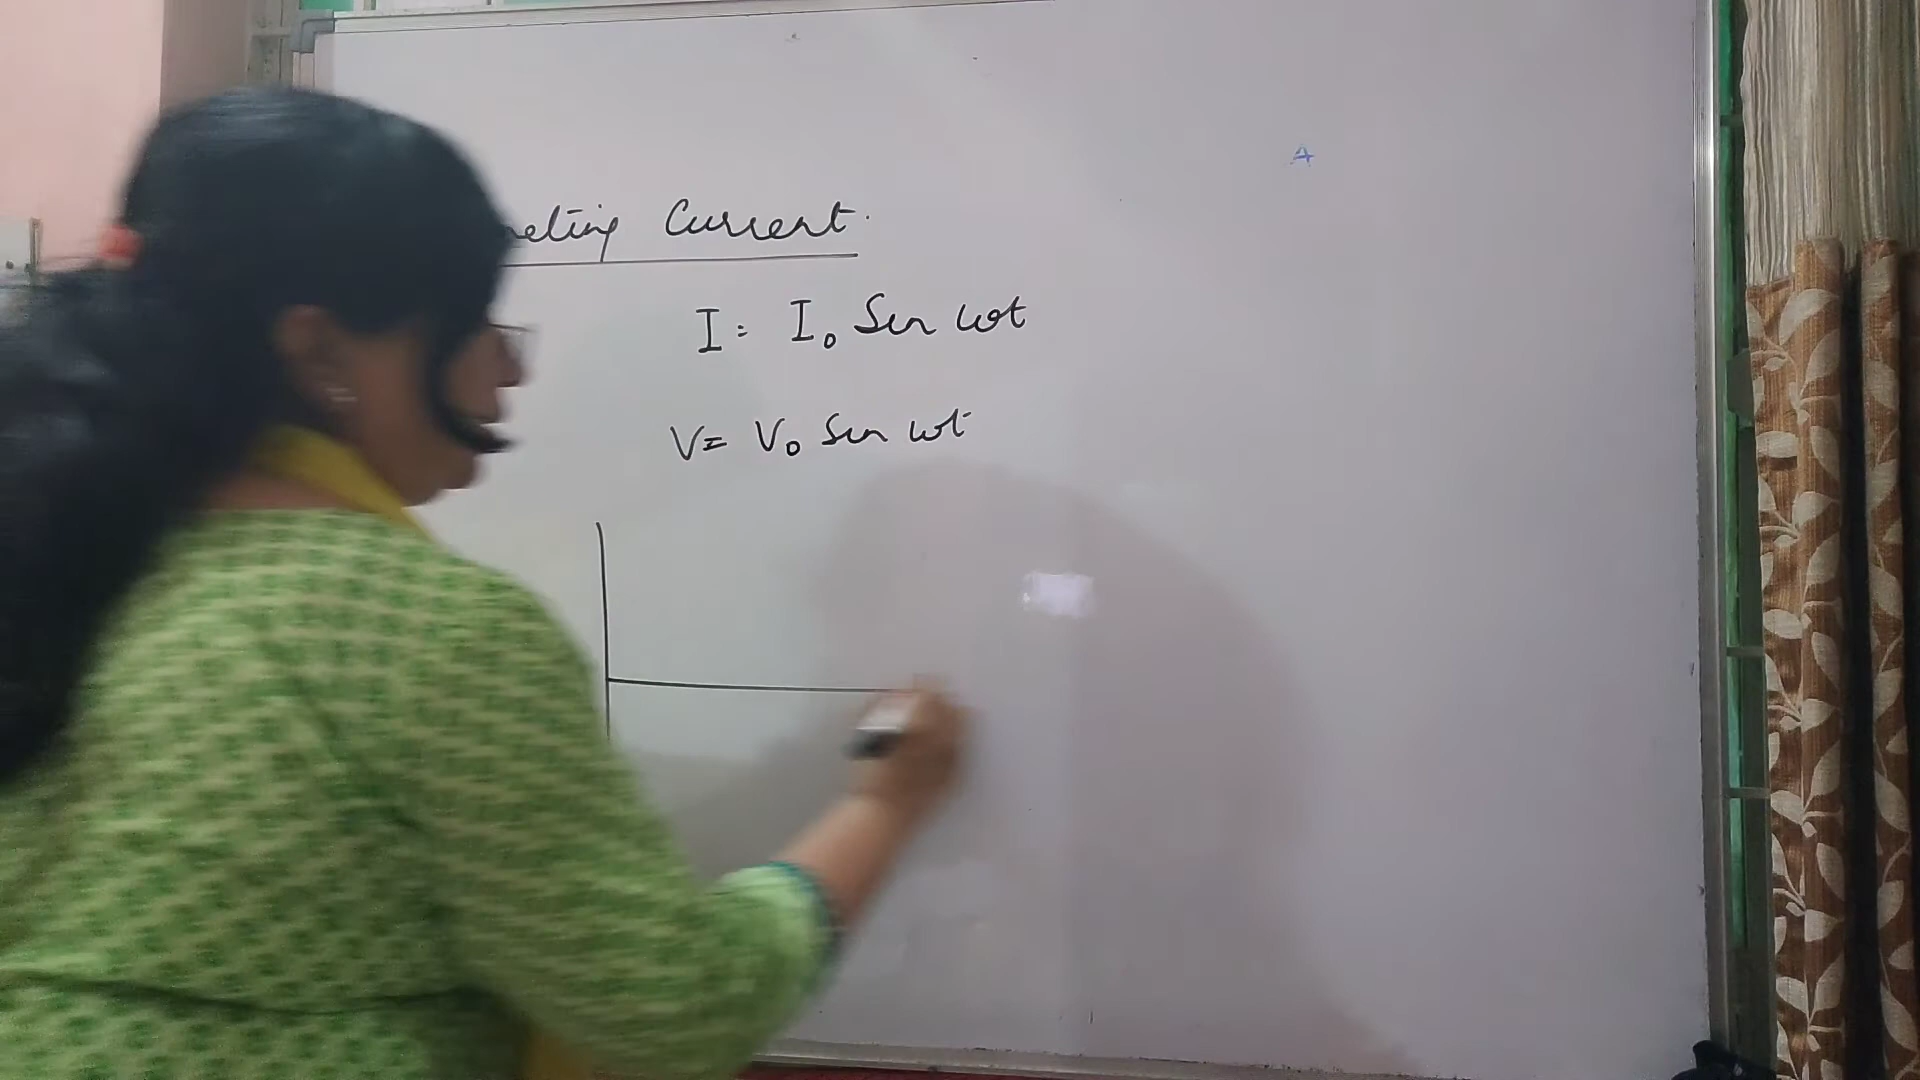 Current.
I = I₀ Sin ωt
V = V₀ Sin ωt
A